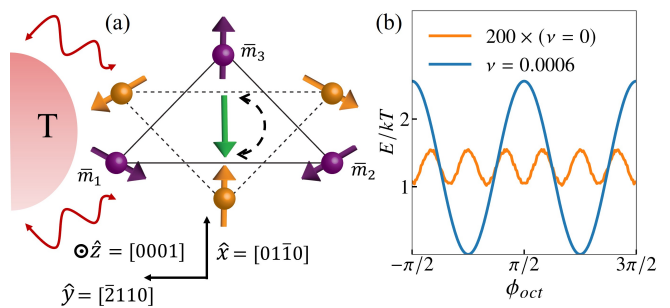 (a)
T
m̄₃
m̄₁
m̄₂
⊙ẑ = [0001]
x̂ = [011̄0]
ŷ = [2̄110]
(b)
200 × (ν = 0)
ν = 0.0006
E/kT
2
1
−π/2
π/2
3π/2
ϕ_oct